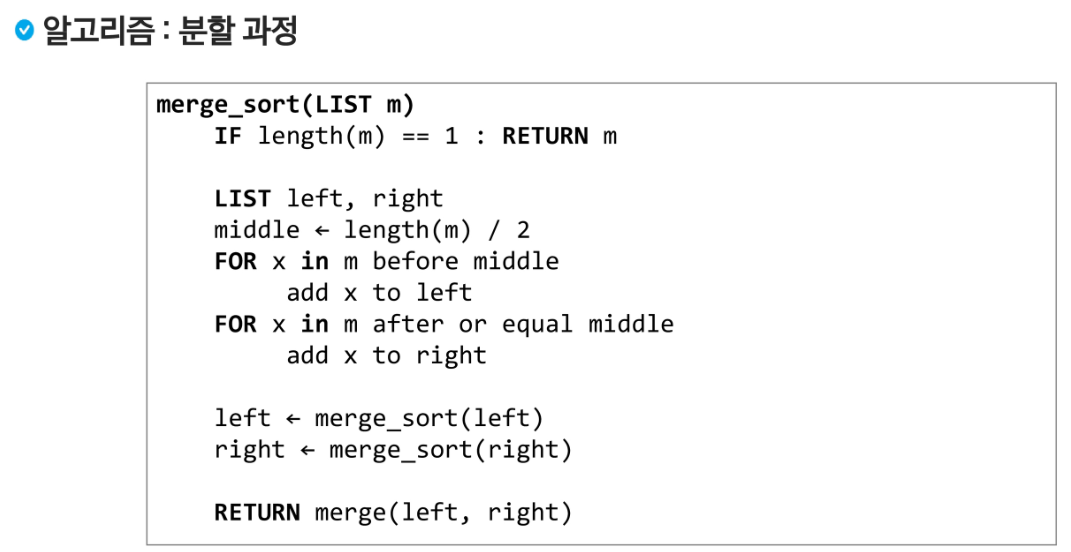 알고리즘 : 분할 과정
merge_sort(LIST m)
IF length(m) == 1 : RETURN m
LIST left, right
middle ← length(m) / 2
FOR x in m before middle
add x to left
FOR x in m after or equal middle
add x to right
left ← merge_sort(left)
right ← merge_sort(right)
RETURN merge(left, right)